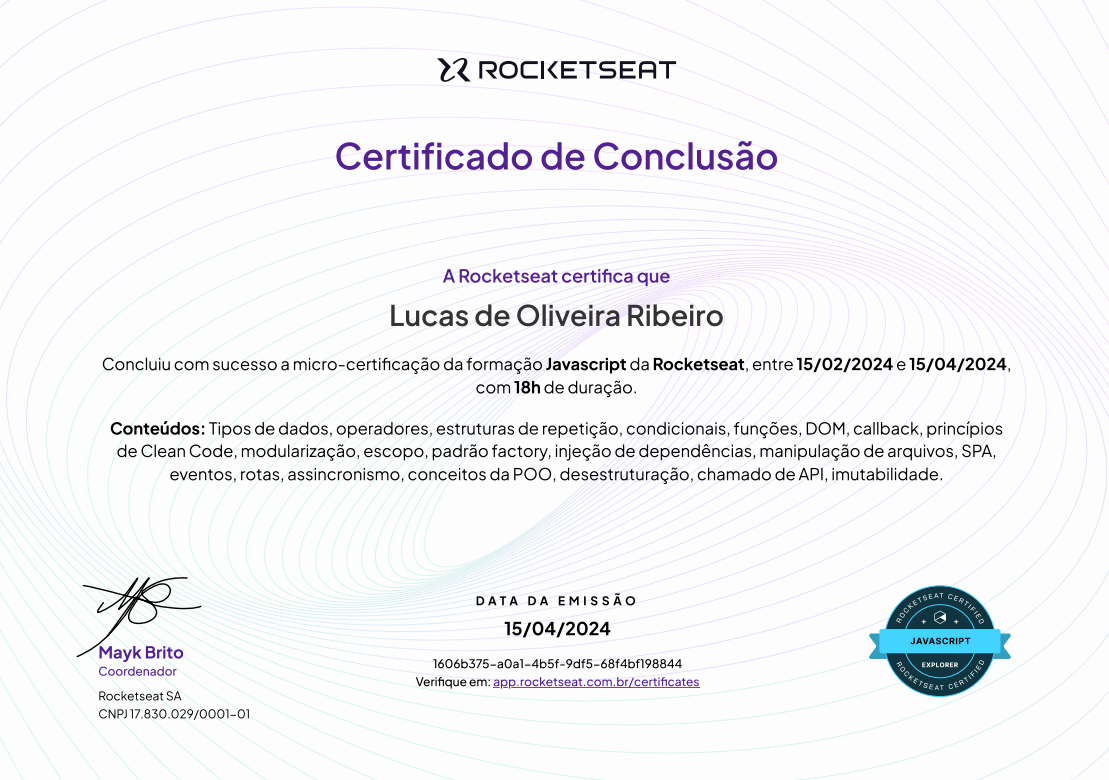 ROCKETSEAT
Certificado de Conclusão
A Rocketseat certifica que
Lucas de Oliveira Ribeiro
Concluiu com sucesso a micro-certificação da formação Javascript da Rocketseat, entre 15/02/2024 e 15/04/2024,
com 18h de duração.
Conteúdos: Tipos de dados, operadores, estruturas de repetição, condicionais, funções, DOM, callback, princípios
de Clean Code, modularização, escopo, padrão factory, injeção de dependências, manipulação de arquivos, SPA,
eventos, rotas, assincronismo, conceitos da POO, desestruturação, chamado de API, imutabilidade.
Mayk Brito
Coordenador
Rocketseat SA
CNPJ 17.830.029/0001-01
DATA DA EMISSÃO
15/04/2024
1606b375-a0a1-4b5f-9df5-68f4bf198844
Verifique em: app.rocketseat.com.br/certificates
ROCKETSEAT CERTIFIED
JAVASCRIPT
EXPLORER
ROCKETSEAT CERTIFIED